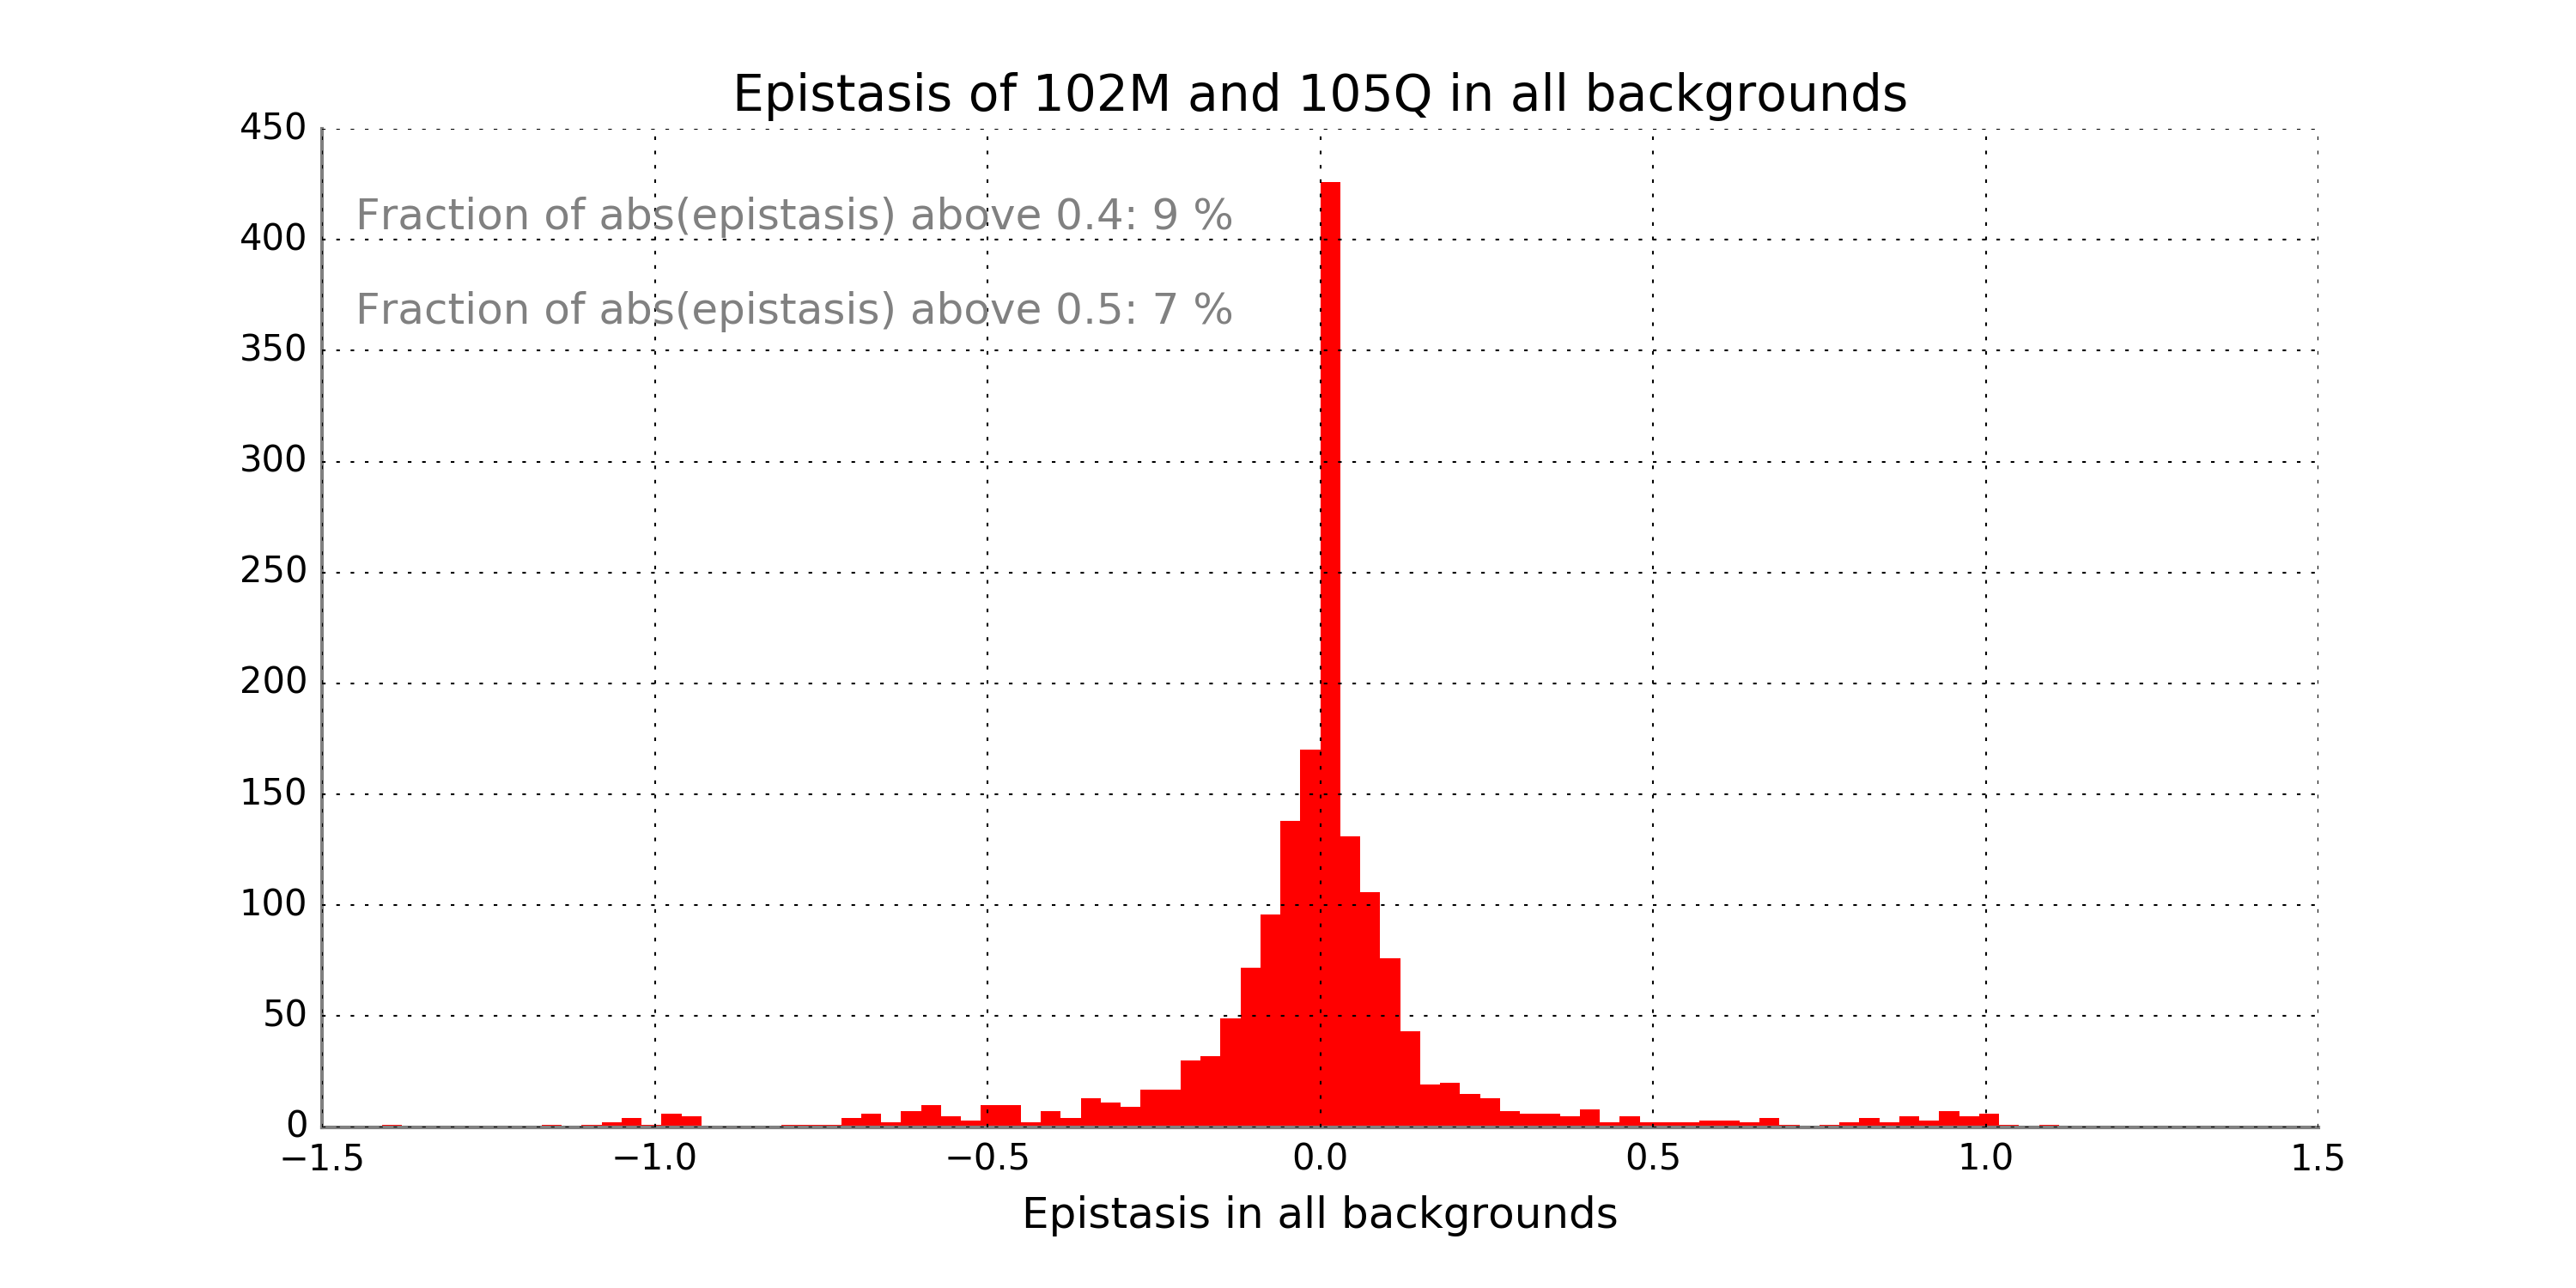 Epistasis of 102M and 105Q in all backgrounds
450
Fraction of abs(epistasis) above 0.4: 9 %
400
Fraction of abs(epistasis) above 0.5: 7 %
350
300
250
200
150
100
50
0
−1.5 −1.0 −0.5 0.0 0.5 1.0 1.5
Epistasis in all backgrounds